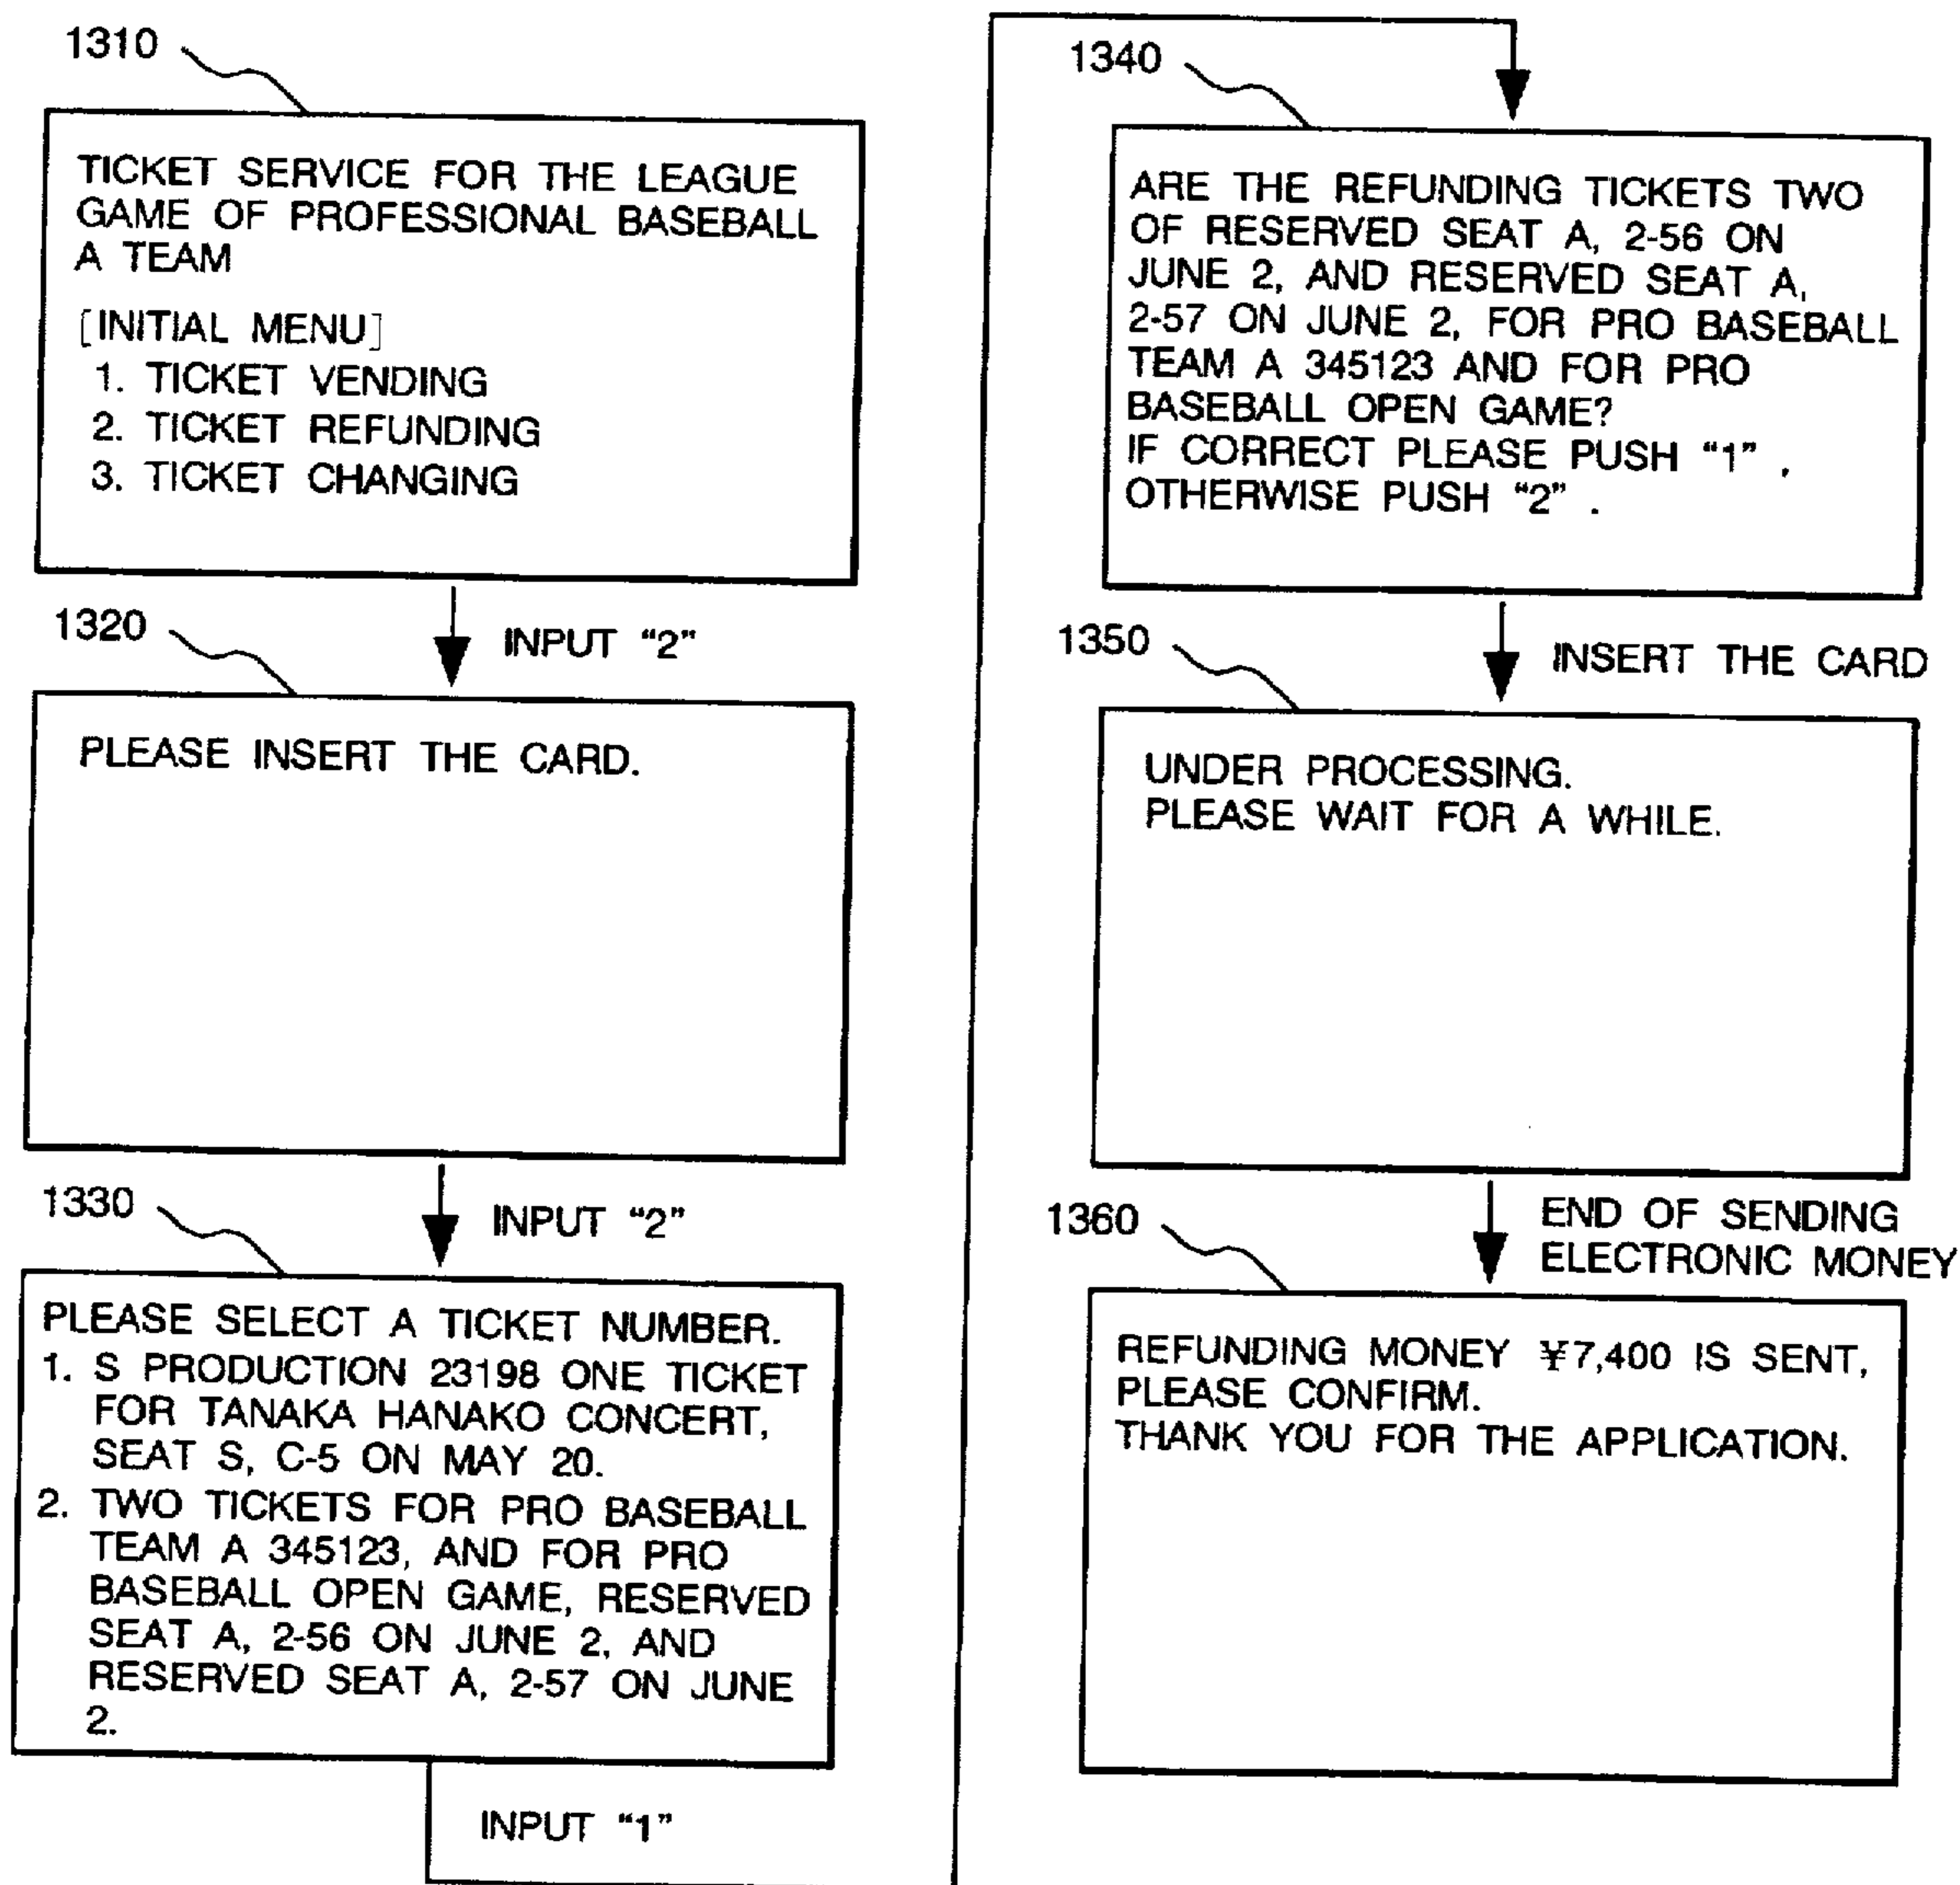 1310
TICKET SERVICE FOR THE LEAGUE
GAME OF PROFESSIONAL BASEBALL
A TEAM
[INITIAL MENU]
1. TICKET VENDING
2. TICKET REFUNDING
3. TICKET CHANGING
INPUT “2”
1320
PLEASE INSERT THE CARD.
INPUT “2”
1330
PLEASE SELECT A TICKET NUMBER.
1. S PRODUCTION 23198 ONE TICKET
FOR TANAKA HANAKO CONCERT,
SEAT S, C-5 ON MAY 20.
2. TWO TICKETS FOR PRO BASEBALL
TEAM A 345123, AND FOR PRO
BASEBALL OPEN GAME, RESERVED
SEAT A, 2-56 ON JUNE 2, AND
RESERVED SEAT A, 2-57 ON JUNE
2.
INPUT “1”
1340
ARE THE REFUNDING TICKETS TWO
OF RESERVED SEAT A, 2-56 ON
JUNE 2, AND RESERVED SEAT A,
2-57 ON JUNE 2, FOR PRO BASEBALL
TEAM A 345123 AND FOR PRO
BASEBALL OPEN GAME?
IF CORRECT PLEASE PUSH “1” ,
OTHERWISE PUSH “2” .
INSERT THE CARD
1350
UNDER PROCESSING.
PLEASE WAIT FOR A WHILE.
END OF SENDING
ELECTRONIC MONEY
1360
REFUNDING MONEY ¥7,400 IS SENT,
PLEASE CONFIRM.
THANK YOU FOR THE APPLICATION.